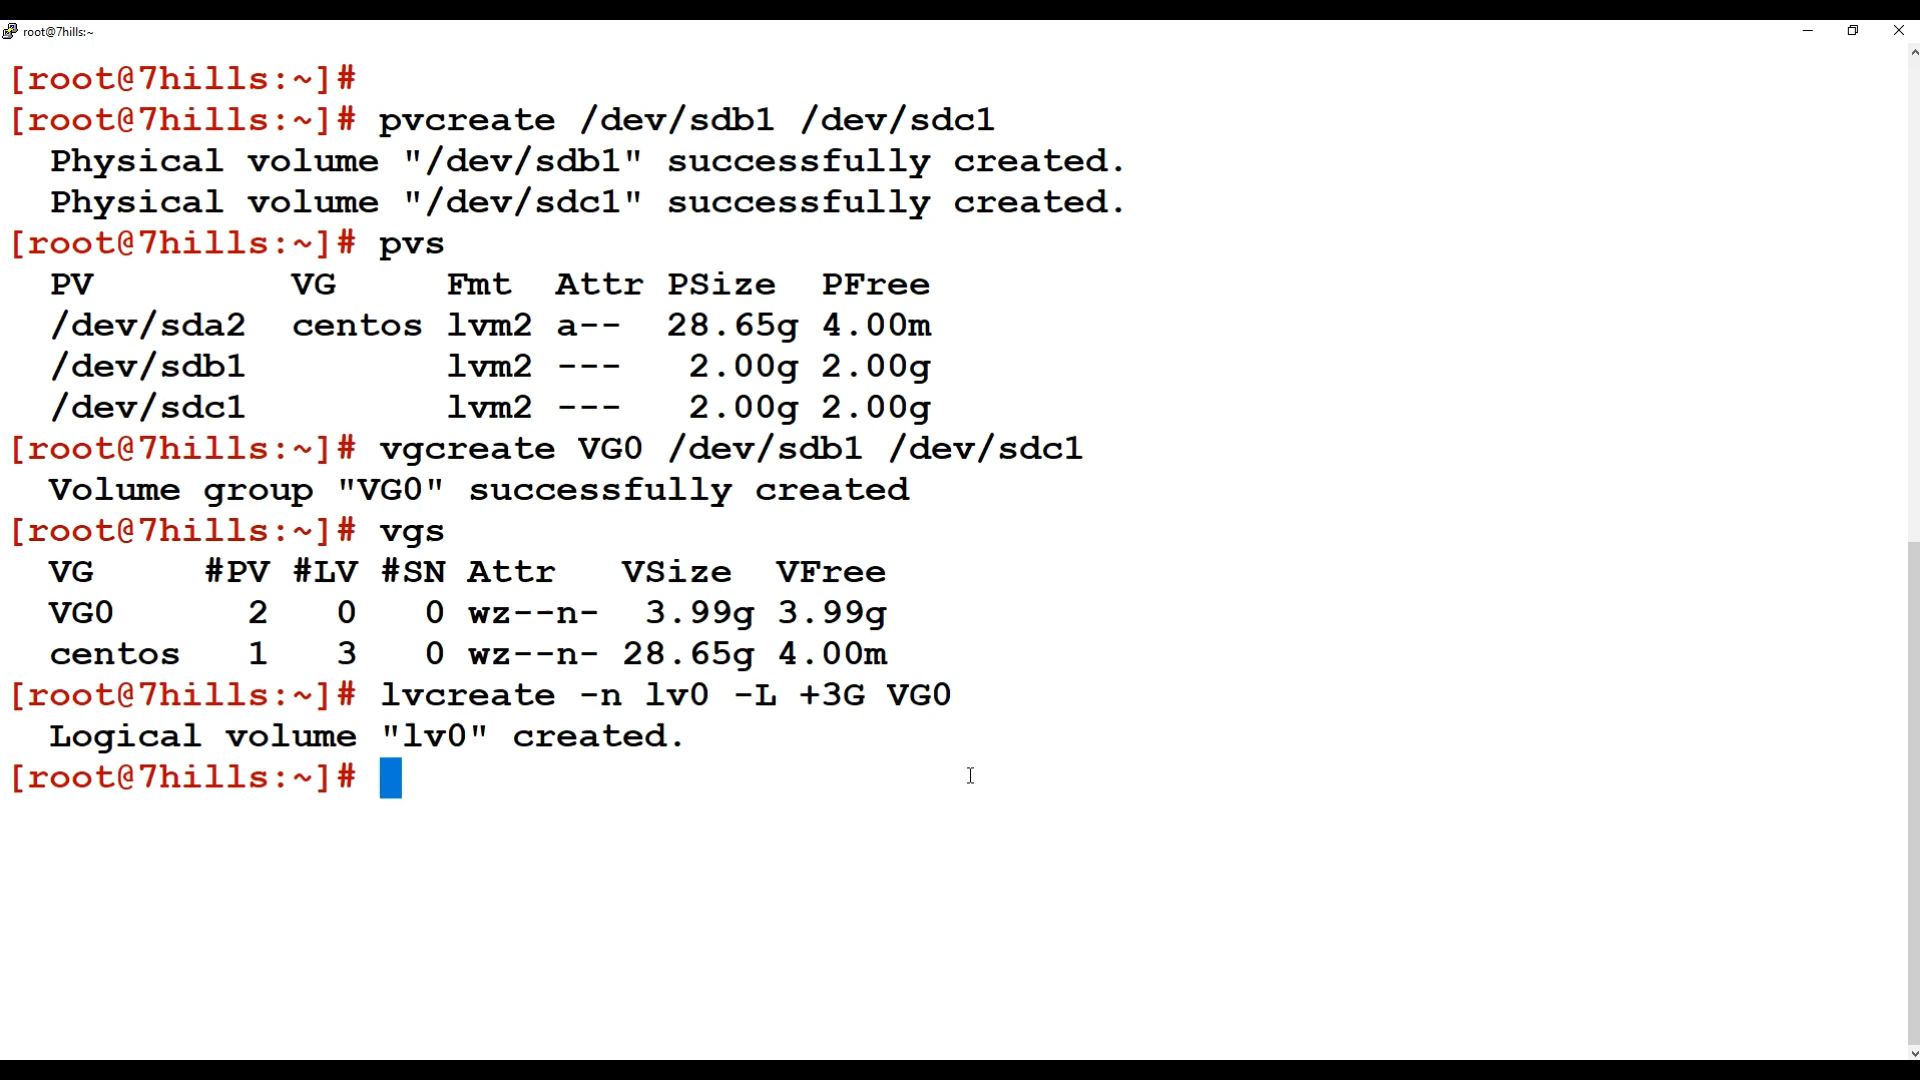 root@7hills:~
[root@7hills:~]#
[root@7hills:~]# pvcreate /dev/sdb1 /dev/sdc1
  Physical volume "/dev/sdb1" successfully created.
  Physical volume "/dev/sdc1" successfully created.
[root@7hills:~]# pvs
  PV         VG     Fmt  Attr PSize  PFree
  /dev/sda2  centos lvm2 a--  28.65g 4.00m
  /dev/sdb1         lvm2 ---   2.00g 2.00g
  /dev/sdc1         lvm2 ---   2.00g 2.00g
[root@7hills:~]# vgcreate VG0 /dev/sdb1 /dev/sdc1
  Volume group "VG0" successfully created
[root@7hills:~]# vgs
  VG     #PV #LV #SN Attr   VSize  VFree
  VG0      2   0   0 wz--n-  3.99g 3.99g
  centos   1   3   0 wz--n- 28.65g 4.00m
[root@7hills:~]# lvcreate -n lv0 -L +3G VG0
  Logical volume "lv0" created.
[root@7hills:~]#